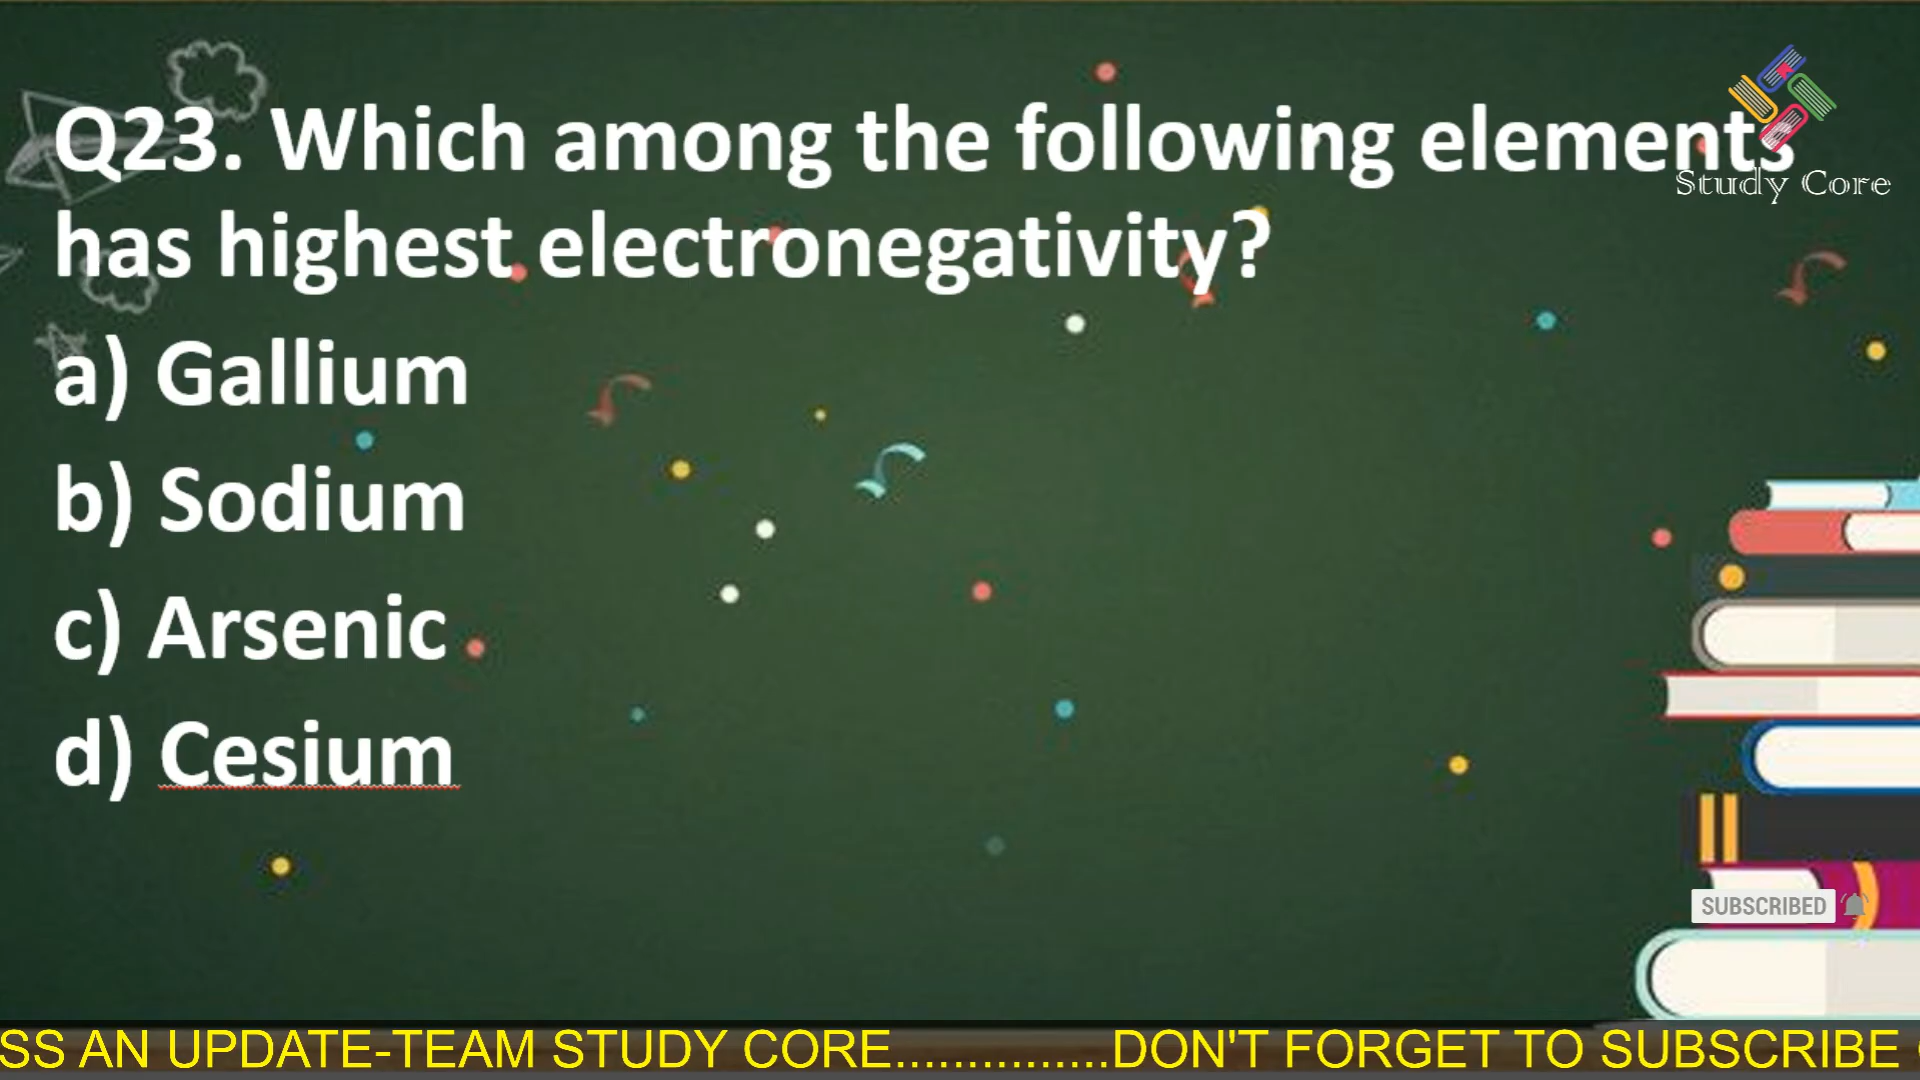 Q23. Which among the following elements
Study Core
has highest electronegativity?
a) Gallium
b) Sodium
c) Arsenic
d) Cesium
SUBSCRIBED
SS AN UPDATE-TEAM STUDY CORE...............DON'T FORGET TO SUBSCRIBE